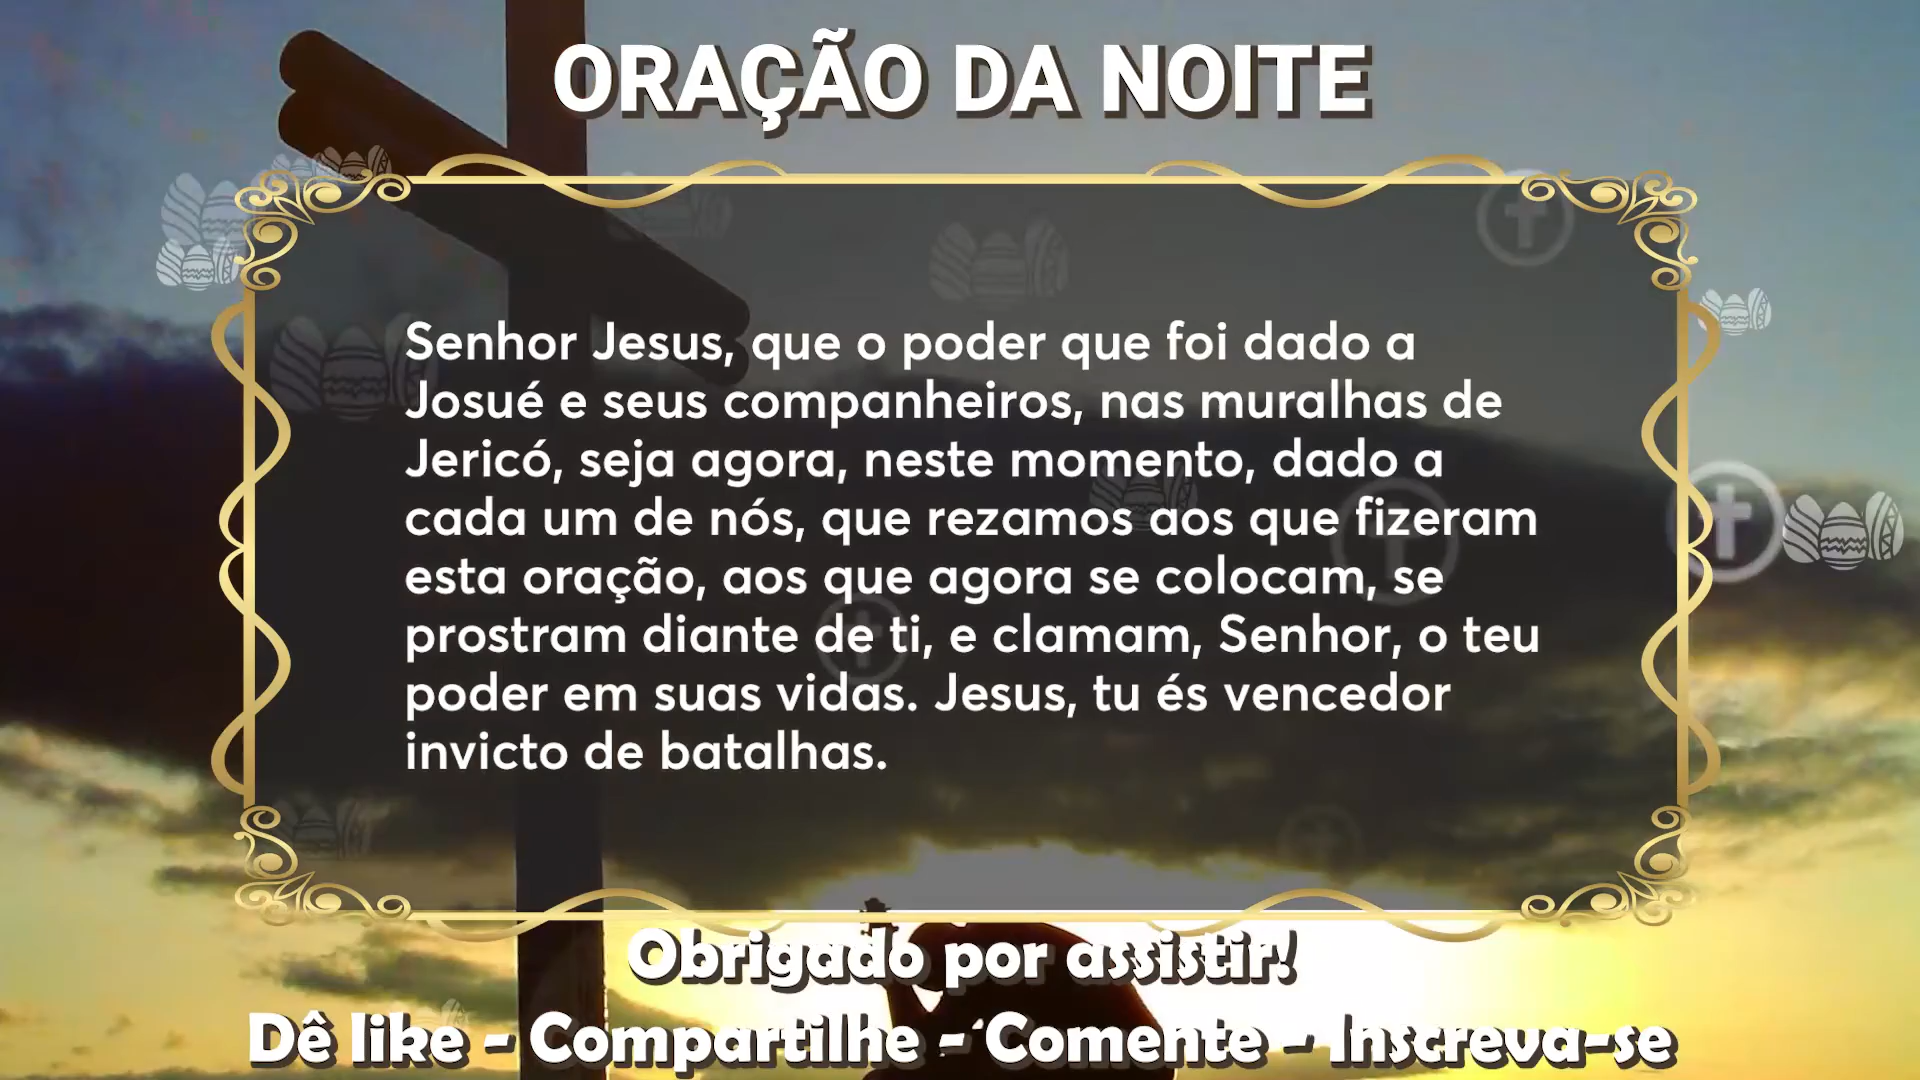 ORAÇÃO DA NOITE
Senhor Jesus, que o poder que foi dado a
Josué e seus companheiros, nas muralhas de
Jericó, seja agora, neste momento, dado a
cada um de nós, que rezamos aos que fizeram
esta oração, aos que agora se colocam, se
prostram diante de ti, e clamam, Senhor, o teu
poder em suas vidas. Jesus, tu és vencedor
invicto de batalhas.
Obrigado por assistir!
Dê like - Compartilhe - Comente - Inscreva-se